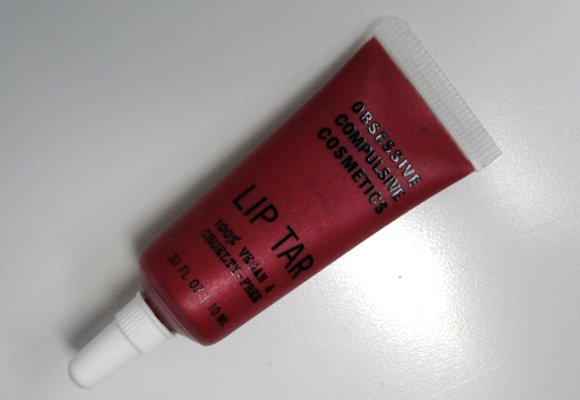 OBSESSIVE
COMPULSIVE
COSMETICS
LIP TAR
100% VEGAN &
CRUELTY-FREE
.33 FL OZ. | 10 ML